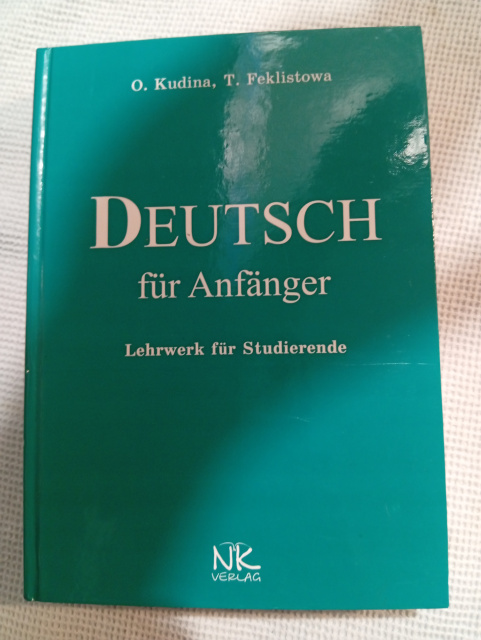 O. Kudina, T. Feklistowa
DEUTSCH
für Anfänger
Lehrwerk für Studierende
NK
VERLAG